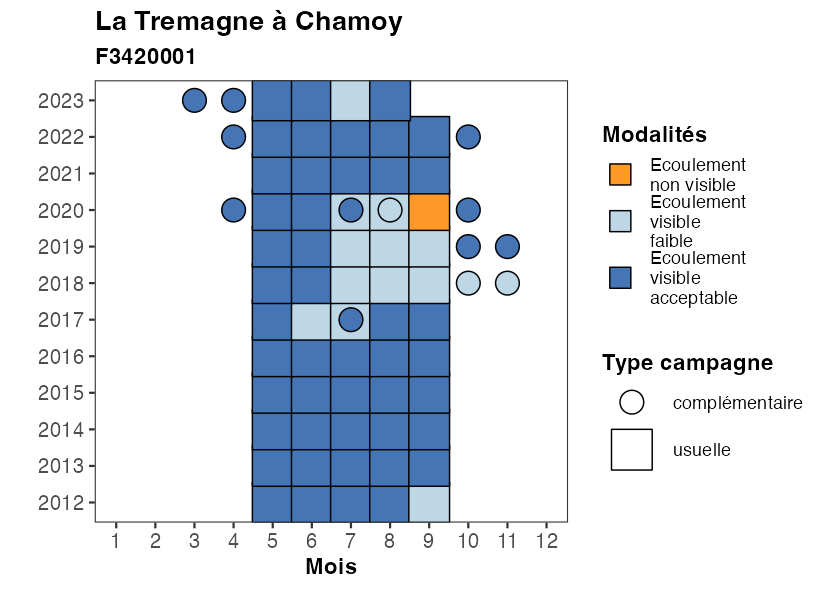 La Tremagne à Chamoy
F3420001
2023
2022
2021
2020
2019
2018
2017
2016
2015
2014
2013
2012
1 2 3 4 5 6 7 8 9 10 11 12
Mois
Modalités
Ecoulement
non visible
Ecoulement
visible
faible
Ecoulement
visible
acceptable
Type campagne
complémentaire
usuelle